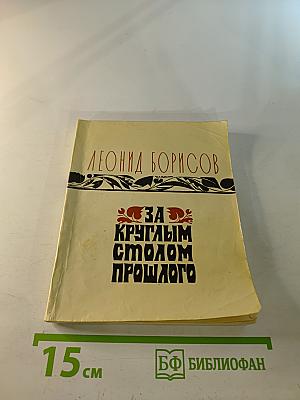 ЛЕОНИД БОРИСОВ
ЗА
КРУГЛЫМ
СТОЛОМ
ПРОШЛОГО
15 см
БФ БИБЛИОФАН